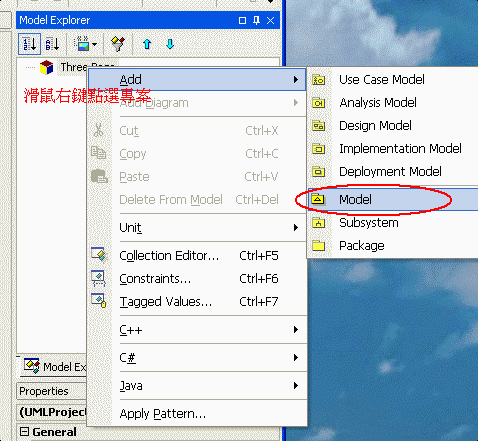 Model Explorer
滑鼠右鍵點選專案
Add
Add Diagram
Cut Ctrl+X
Copy Ctrl+C
Paste Ctrl+V
Delete From Model Ctrl+Del
Unit
Collection Editor... Ctrl+F5
Constraints... Ctrl+F6
Tagged Values... Ctrl+F7
C++
C#
Java
Apply Pattern...
Use Case Model
Analysis Model
Design Model
Implementation Model
Deployment Model
Model
Subsystem
Package
Model Ex
Properties
(UMLProject
General